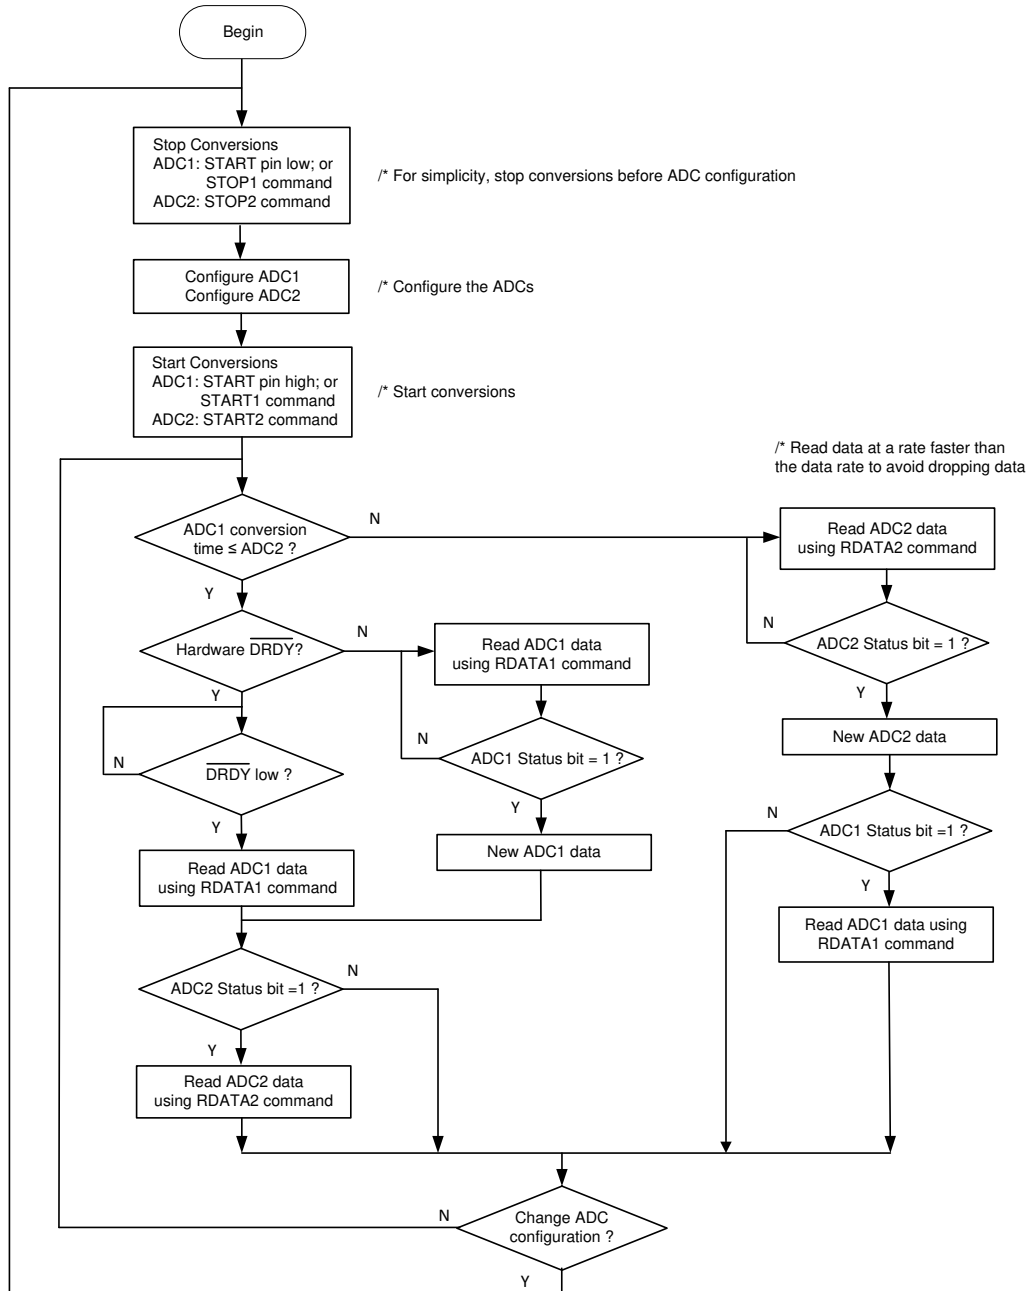 Begin
Stop Conversions
ADC1: START pin low; or
STOP1 command
ADC2: STOP2 command
/* For simplicity, stop conversions before ADC configuration
Configure ADC1
Configure ADC2
/* Configure the ADCs
Start Conversions
ADC1: START pin high; or
START1 command
ADC2: START2 command
/* Start conversions
/* Read data at a rate faster than
the data rate to avoid dropping data
ADC1 conversion
time ≤ ADC2 ?
N
Y
Read ADC2 data
using RDATA2 command
Hardware DRDY?
N
Y
Read ADC1 data
using RDATA1 command
ADC2 Status bit = 1 ?
N
Y
DRDY low ?
N
Y
ADC1 Status bit = 1 ?
N
Y
New ADC2 data
Read ADC1 data
using RDATA1 command
New ADC1 data
ADC1 Status bit =1 ?
N
Y
Read ADC1 data using
RDATA1 command
ADC2 Status bit =1 ?
N
Y
Read ADC2 data
using RDATA2 command
Change ADC
configuration ?
N
Y